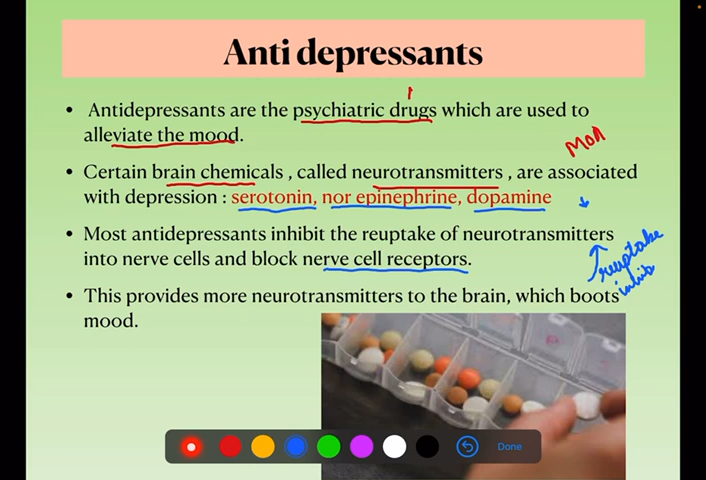 Anti depressants
• Antidepressants are the psychiatric drugs which are used to
alleviate the mood.
• Certain brain chemicals , called neurotransmitters , are associated
with depression : serotonin, nor epinephrine, dopamine
• Most antidepressants inhibit the reuptake of neurotransmitters
into nerve cells and block nerve cell receptors.
• This provides more neurotransmitters to the brain, which boots
mood.
reuptake
Done